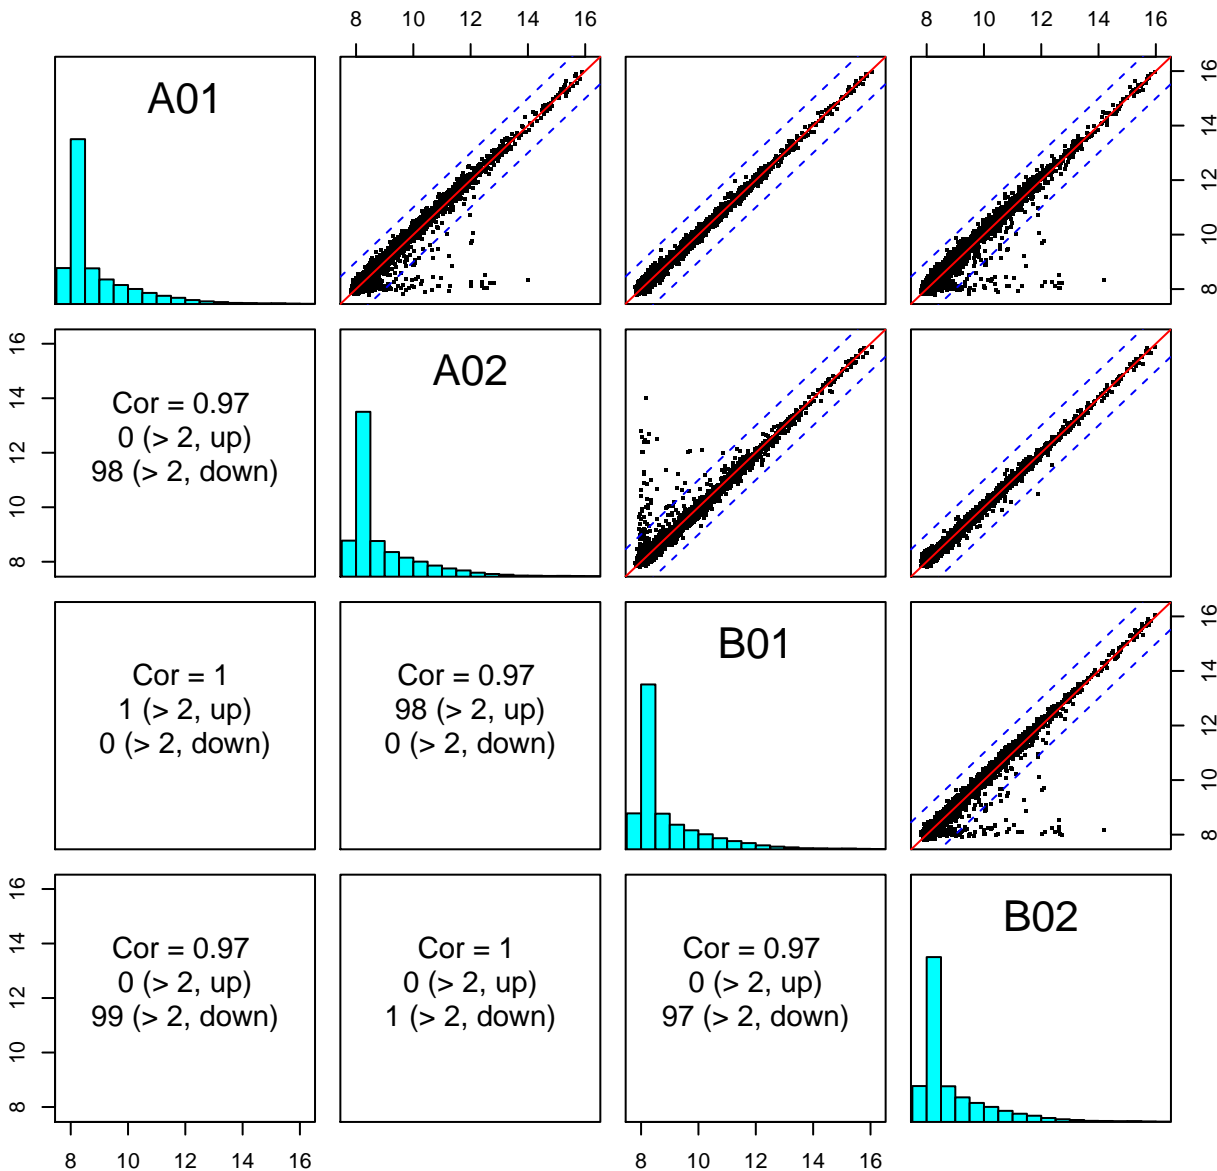 8 10 12 14 16
8 10 12 14 16
A01
16
14
12
10
8
16
14
12
10
8
Cor = 0.97
0 (> 2, up)
98 (> 2, down)
A02
Cor = 1
1 (> 2, up)
0 (> 2, down)
Cor = 0.97
98 (> 2, up)
0 (> 2, down)
B01
16
14
12
10
8
16
14
12
10
8
Cor = 0.97
0 (> 2, up)
99 (> 2, down)
Cor = 1
0 (> 2, up)
1 (> 2, down)
Cor = 0.97
0 (> 2, up)
97 (> 2, down)
B02
8 10 12 14 16
8 10 12 14 16